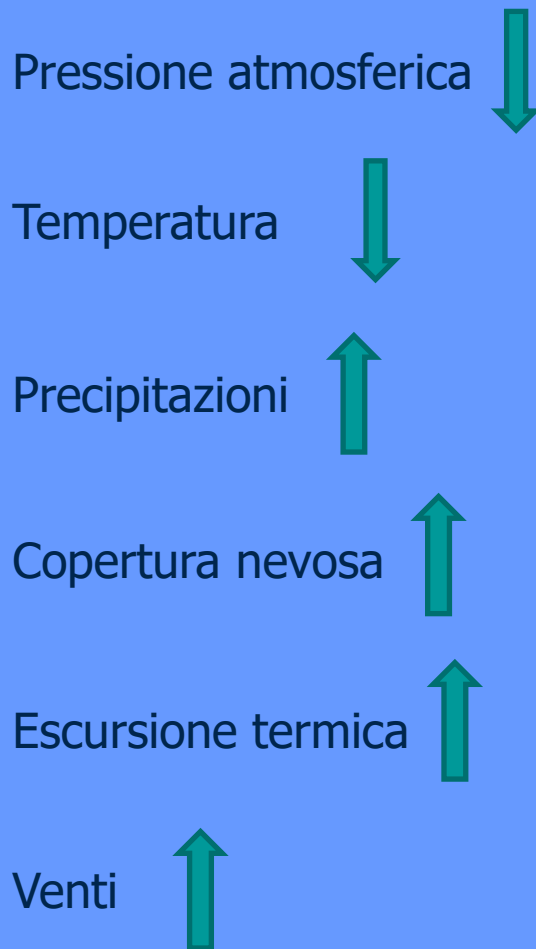 Pressione atmosferica
Temperatura
Precipitazioni
Copertura nevosa
Escursione termica
Venti